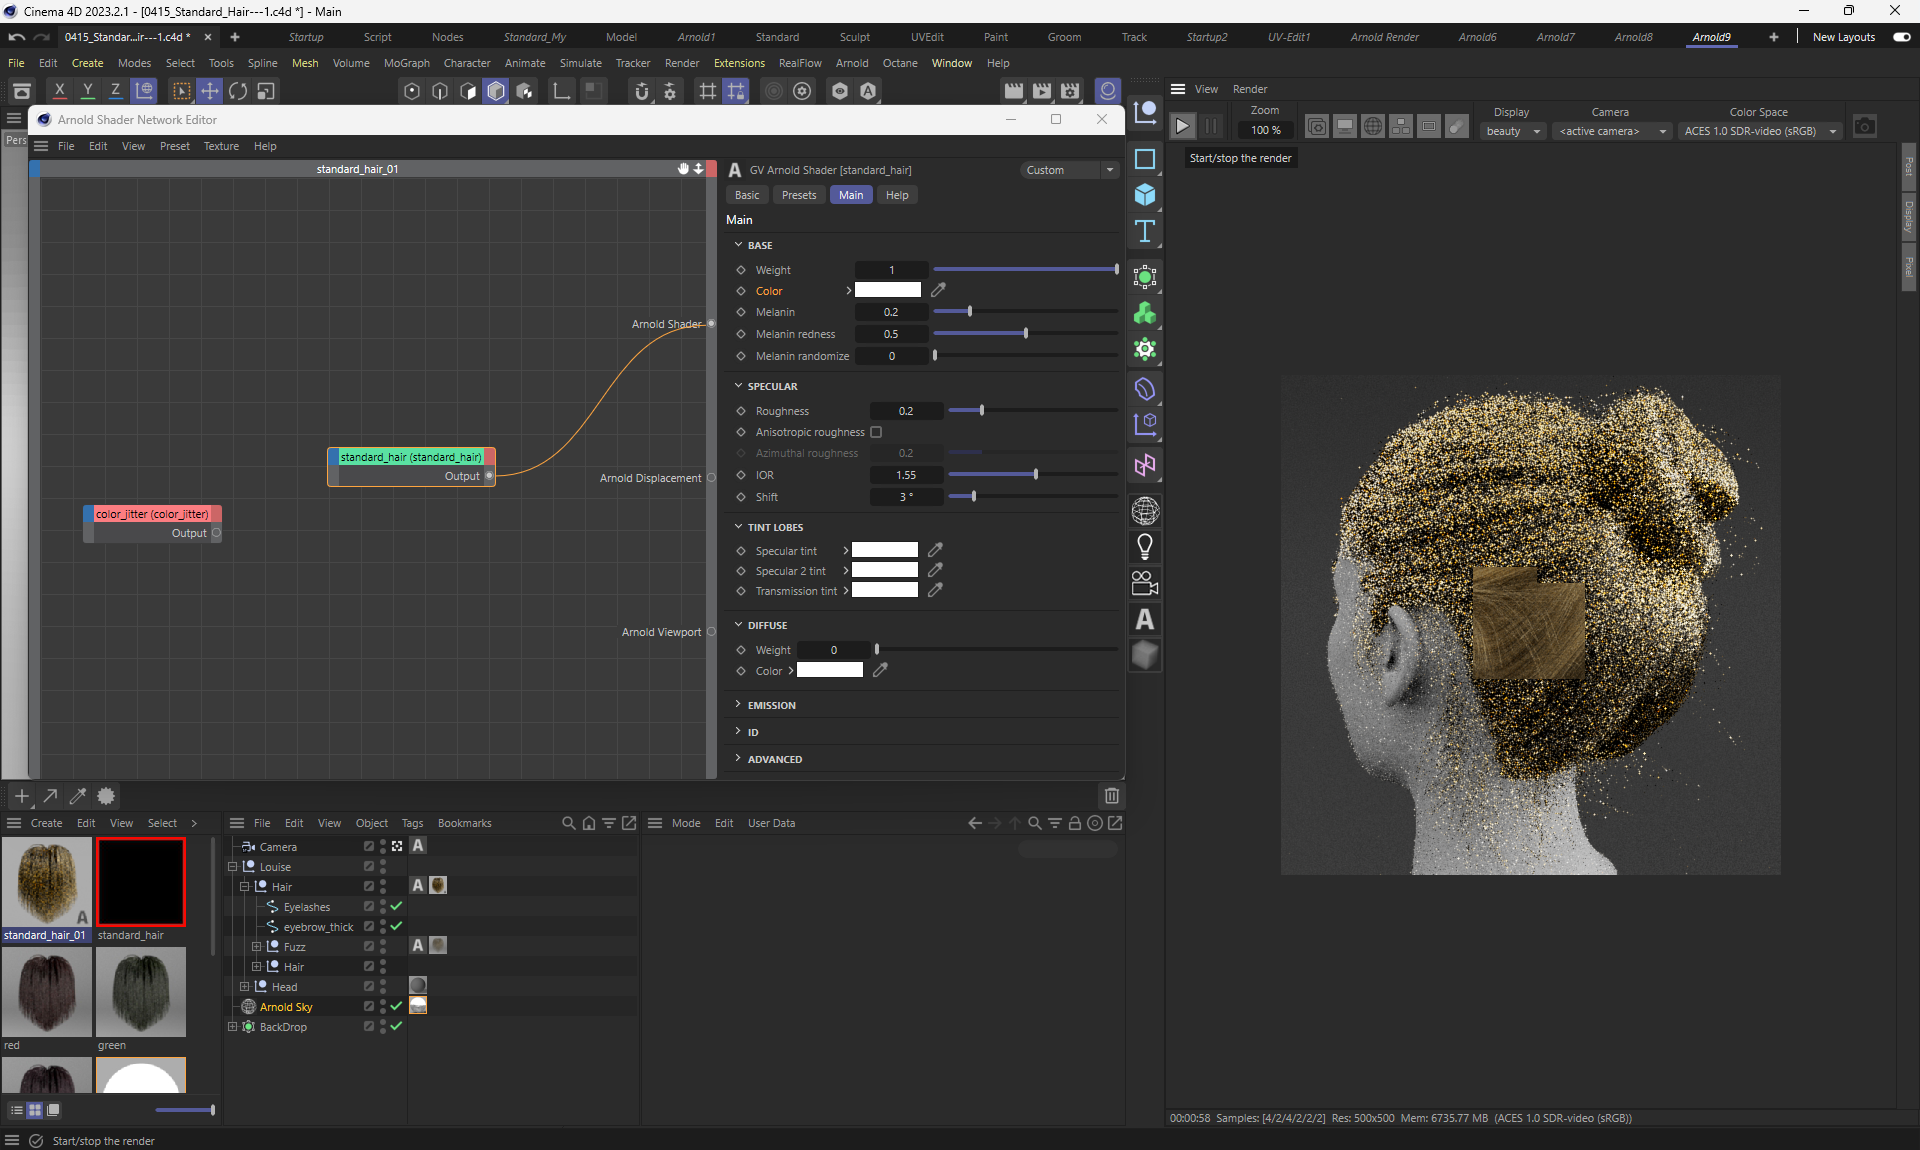 Cinema 4D 2023.2.1 - [0415_Standard_Hair---1.c4d *] - Main
0415_Standar...ir---1.c4d *
Startup Script Nodes Standard_My Model Arnold1 Standard Sculpt UVEdit Paint Groom Track Startup2 UV-Edit1 Arnold Render Arnold6 Arnold7 Arnold8 Arnold9 New Layouts
File Edit Create Modes Select Tools Spline Mesh Volume MoGraph Character Animate Simulate Tracker Render Extensions RealFlow Arnold Octane Window Help
X Y Z
View Render
Zoom Display Camera Color Space
100 % beauty <active camera> ACES 1.0 SDR-video (sRGB)
Start/stop the render
Post
Display
Pixel
Pers
Arnold Shader Network Editor
File Edit View Preset Texture Help
standard_hair_01
Arnold Shader
standard_hair (standard_hair)
Output
Arnold Displacement
color_jitter (color_jitter)
Output
Arnold Viewport
A GV Arnold Shader [standard_hair] Custom
Basic Presets Main Help
Main
BASE
Weight 1
Color
Melanin 0.2
Melanin redness 0.5
Melanin randomize 0
SPECULAR
Roughness 0.2
Anisotropic roughness
Azimuthal roughness 0.2
IOR 1.55
Shift 3 °
TINT LOBES
Specular tint
Specular 2 tint
Transmission tint
DIFFUSE
Weight 0
Color
EMISSION
ID
ADVANCED
T
A
Create Edit View Select
standard_hair_01 standard_hair
red green
File Edit View Object Tags Bookmarks
Camera A
Louise
Hair A
Eyelashes
eyebrow_thick
Fuzz A
Hair
Head
Arnold Sky
BackDrop
Mode Edit User Data
00:00:58 Samples: [4/2/4/2/2/2] Res: 500x500 Mem: 6735.77 MB (ACES 1.0 SDR-video (sRGB))
Start/stop the render